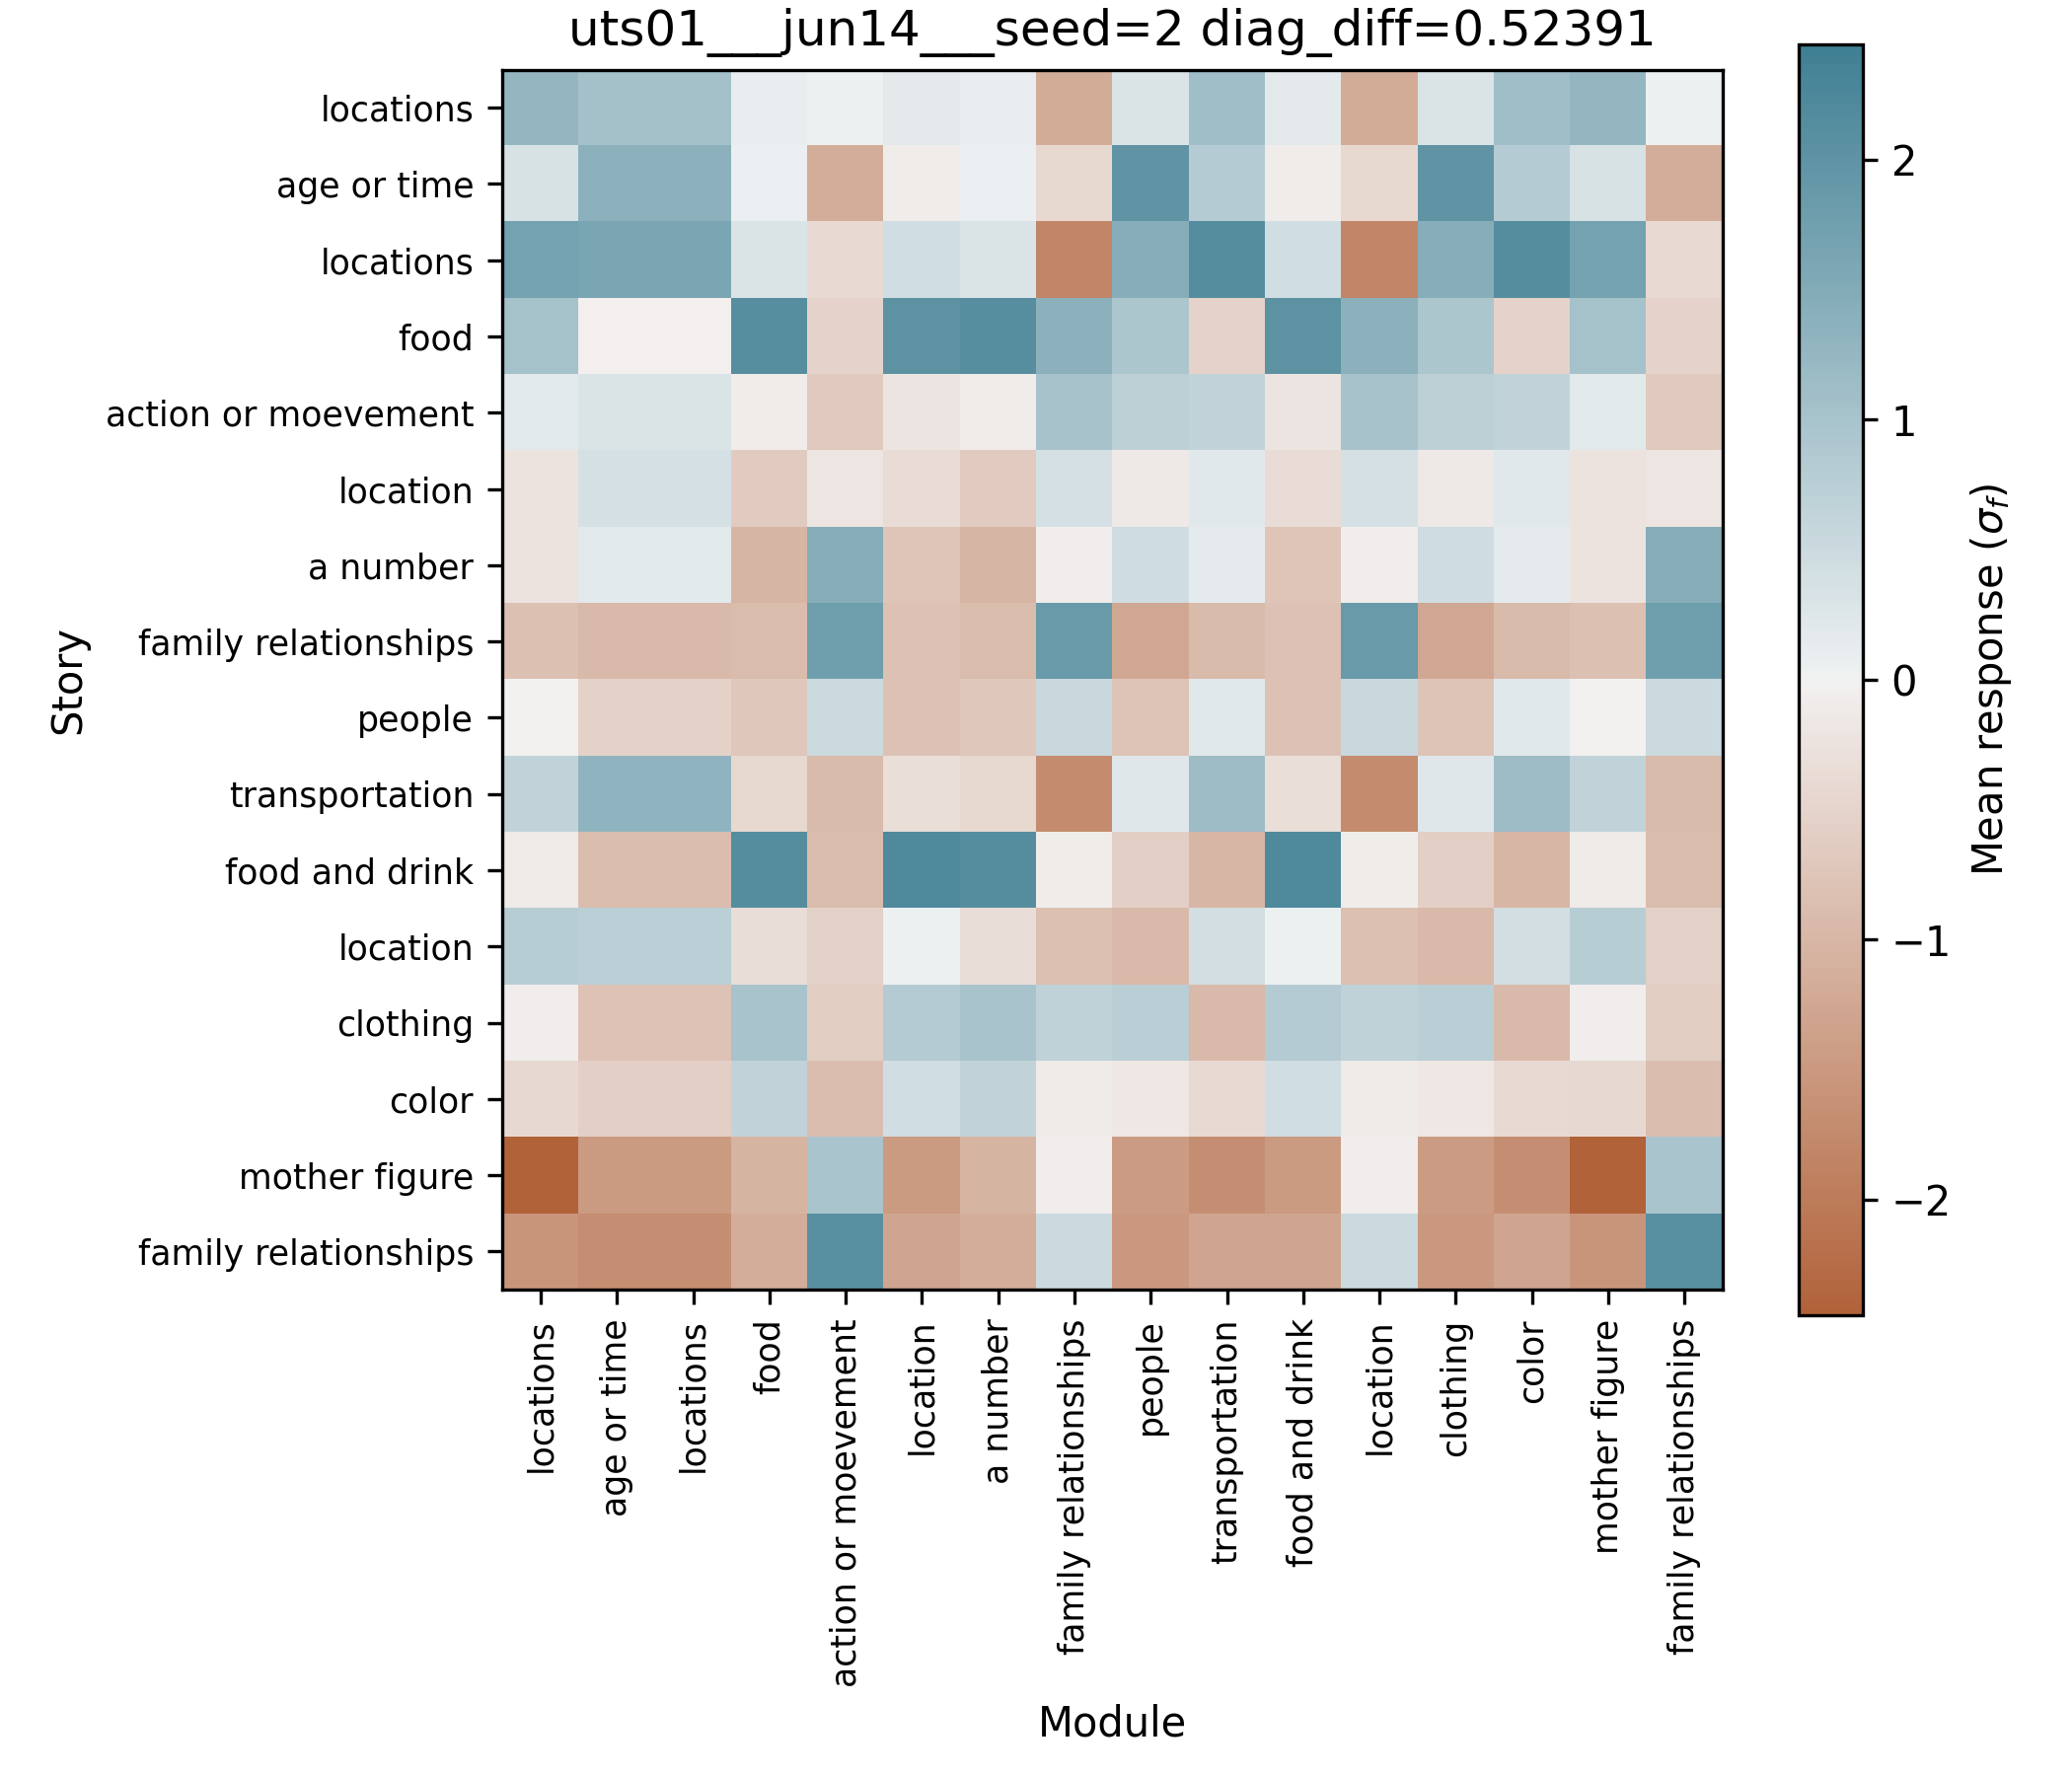 uts01___jun14___seed=2 diag_diff=0.52391
Story
locations
age or time
locations
food
action or moevement
location
a number
family relationships
people
transportation
food and drink
location
clothing
color
mother figure
family relationships
locations
age or time
locations
food
action or moevement
location
a number
family relationships
people
transportation
food and drink
location
clothing
color
mother figure
family relationships
Module
2
1
0
−1
−2
Mean response (σf)